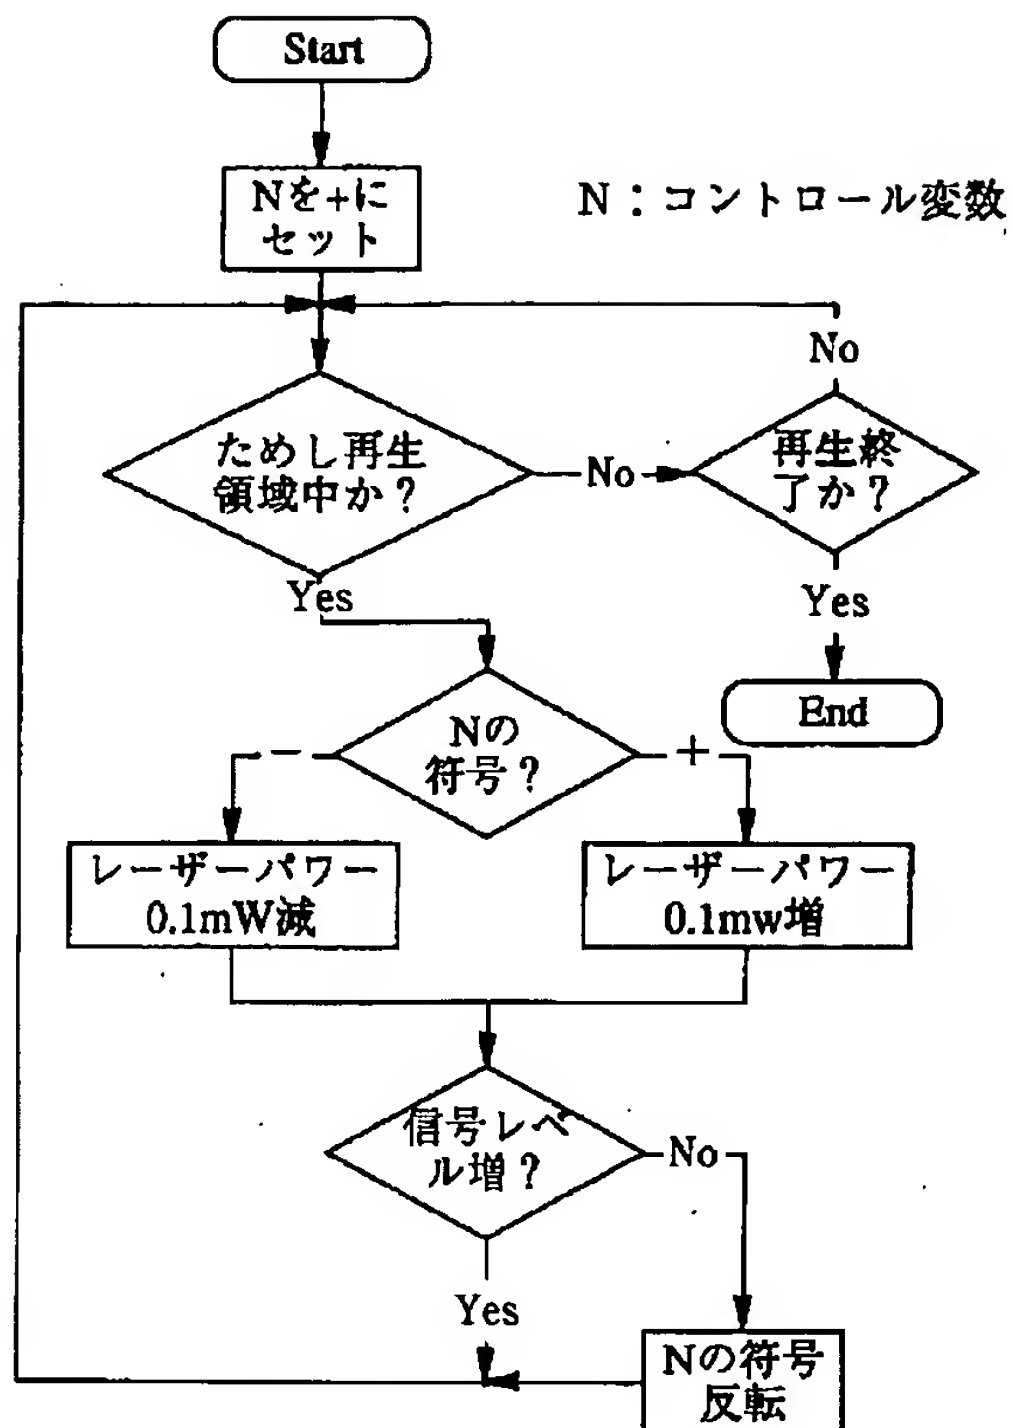 Start
Nを+に
セット
N：コントロール変数
No
ためし再生
領域中か？
No
再生終
了か？
Yes
Yes
End
Nの
符号？
−
+
レーザーパワー
0.1mW減
レーザーパワー
0.1mw増
信号レベ
ル増？
No
Yes
Nの符号
反転